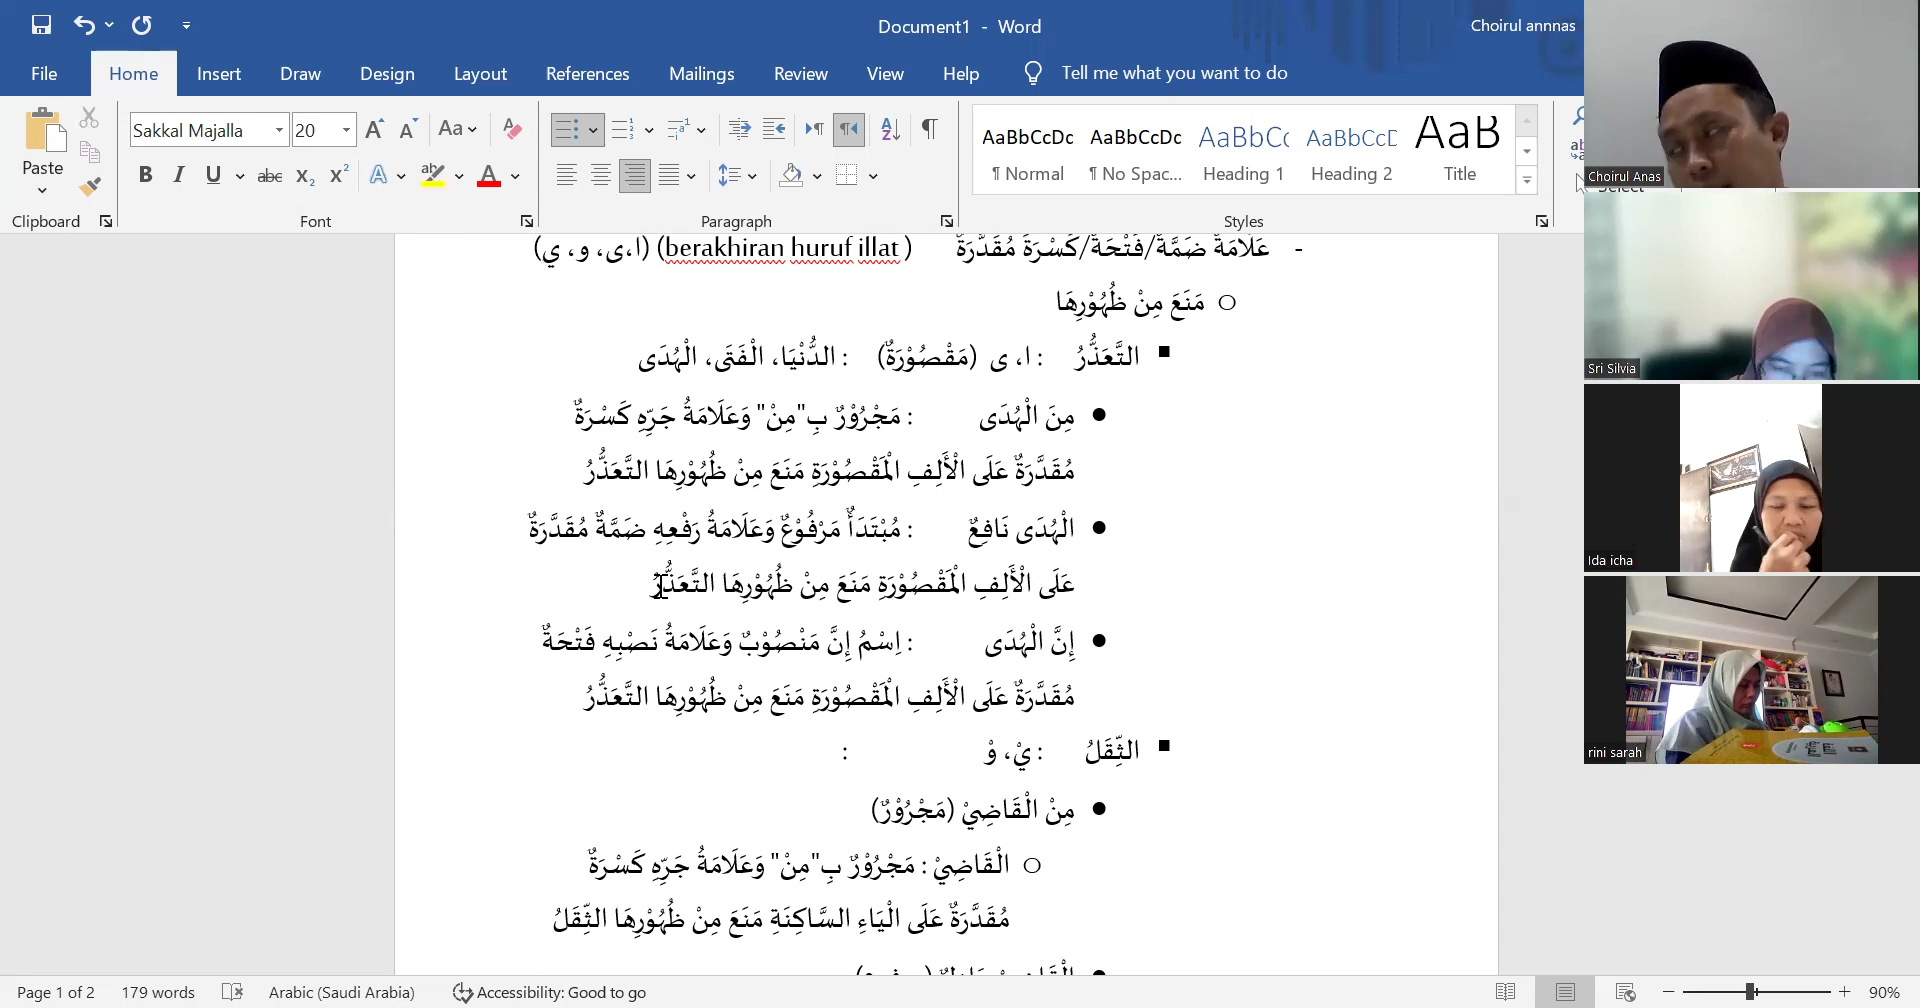 Document1 - Word
Choirul annnas
File Home Insert Draw Design Layout References Mailings Review View Help Tell me what you want to do
Paste
Clipboard
Sakkal Majalla 20
Font
Paragraph
AaBbCcDc AaBbCcDc AaBbCc AaBbCcD AaB
¶ Normal ¶ No Spac... Heading 1 Heading 2 Title
Styles
Select
- عَلَامَةُ ضَمَّةٌ/فَتْحَةٌ/كَسْرَةٌ مُقَدَّرَةٌ (berakhiran huruf illat) (ا،ى، و، ي)
○ مَنَعَ مِنْ ظُهُوْرِهَا
▪ التَّعَذُّرُ : ا، ى (مَقْصُوْرَةٌ) : الدُّنْيَا، الْفَتَى، الْهُدَى
● مِنَ الْهُدَى : مَجْرُوْرٌ بِ"مِنْ" وَعَلَامَةُ جَرِّهِ كَسْرَةٌ
مُقَدَّرَةٌ عَلَى الْأَلِفِ الْمَقْصُوْرَةِ مَنَعَ مِنْ ظُهُوْرِهَا التَّعَذُّرُ
● الْهُدَى نَافِعٌ : مُبْتَدَأٌ مَرْفُوْعٌ وَعَلَامَةُ رَفْعِهِ ضَمَّةٌ مُقَدَّرَةٌ
عَلَى الْأَلِفِ الْمَقْصُوْرَةِ مَنَعَ مِنْ ظُهُوْرِهَا التَّعَذُّرُ
● إِنَّ الْهُدَى : اِسْمُ إِنَّ مَنْصُوْبٌ وَعَلَامَةُ نَصْبِهِ فَتْحَةٌ
مُقَدَّرَةٌ عَلَى الْأَلِفِ الْمَقْصُوْرَةِ مَنَعَ مِنْ ظُهُوْرِهَا التَّعَذُّرُ
▪ الثِّقَلُ : يْ، وْ :
● مِنْ الْقَاضِيْ (مَجْرُوْرٌ)
○ الْقَاضِيْ : مَجْرُوْرٌ بِ"مِنْ" وَعَلَامَةُ جَرِّهِ كَسْرَةٌ
مُقَدَّرَةٌ عَلَى الْيَاءِ السَّاكِنَةِ مَنَعَ مِنْ ظُهُوْرِهَا الثِّقَلُ
Choirul Anas
Sri Silvia
Ida icha
rini sarah
Page 1 of 2 179 words Arabic (Saudi Arabia) Accessibility: Good to go 90%